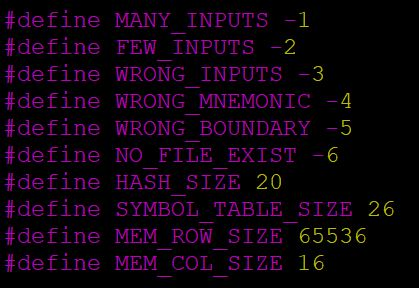 #define MANY_INPUTS -1
#define FEW_INPUTS -2
#define WRONG_INPUTS -3
#define WRONG_MNEMONIC -4
#define WRONG_BOUNDARY -5
#define NO_FILE_EXIST -6
#define HASH_SIZE 20
#define SYMBOL_TABLE_SIZE 26
#define MEM_ROW_SIZE 65536
#define MEM_COL_SIZE 16